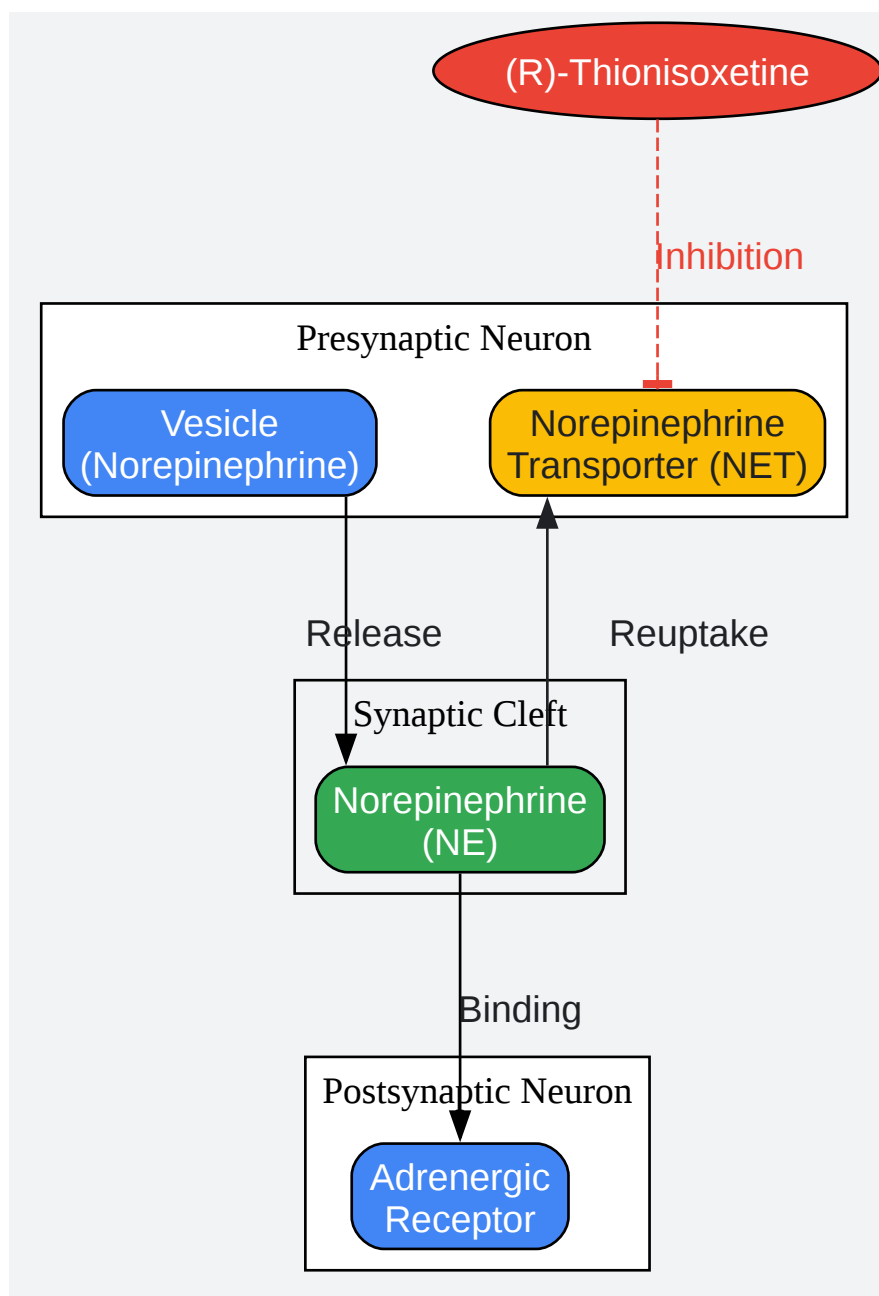 (R)-Thionisoxetine
Inhibition
Presynaptic Neuron
Vesicle
(Norepinephrine)
Norepinephrine
Transporter (NET)
Release
Reuptake
Synaptic Cleft
Norepinephrine
(NE)
Binding
Postsynaptic Neuron
Adrenergic
Receptor